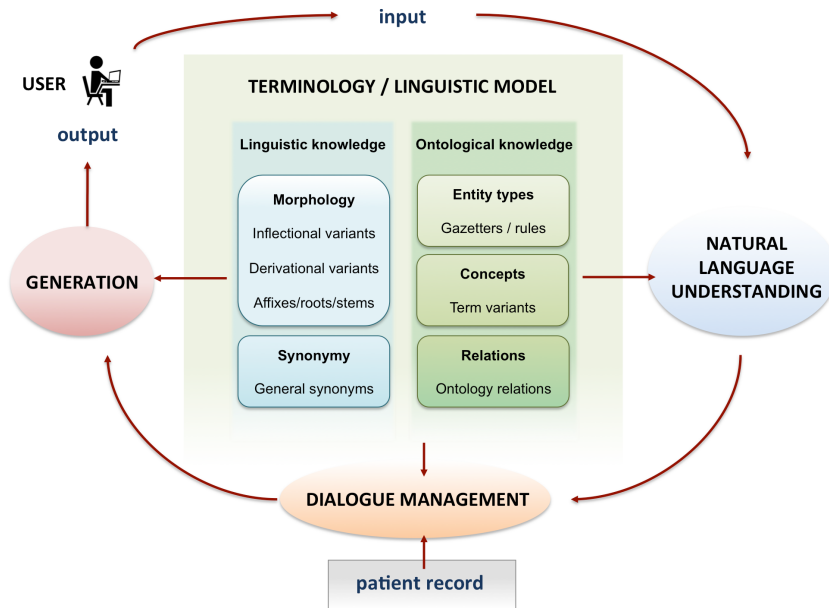 input
USER
output
TERMINOLOGY / LINGUISTIC MODEL
Linguistic knowledge
Morphology
Inflectional variants
Derivational variants
Affixes/roots/stems
Synonymy
General synonyms
Ontological knowledge
Entity types
Gazetters / rules
Concepts
Term variants
Relations
Ontology relations
GENERATION
NATURAL
LANGUAGE
UNDERSTANDING
DIALOGUE MANAGEMENT
patient record